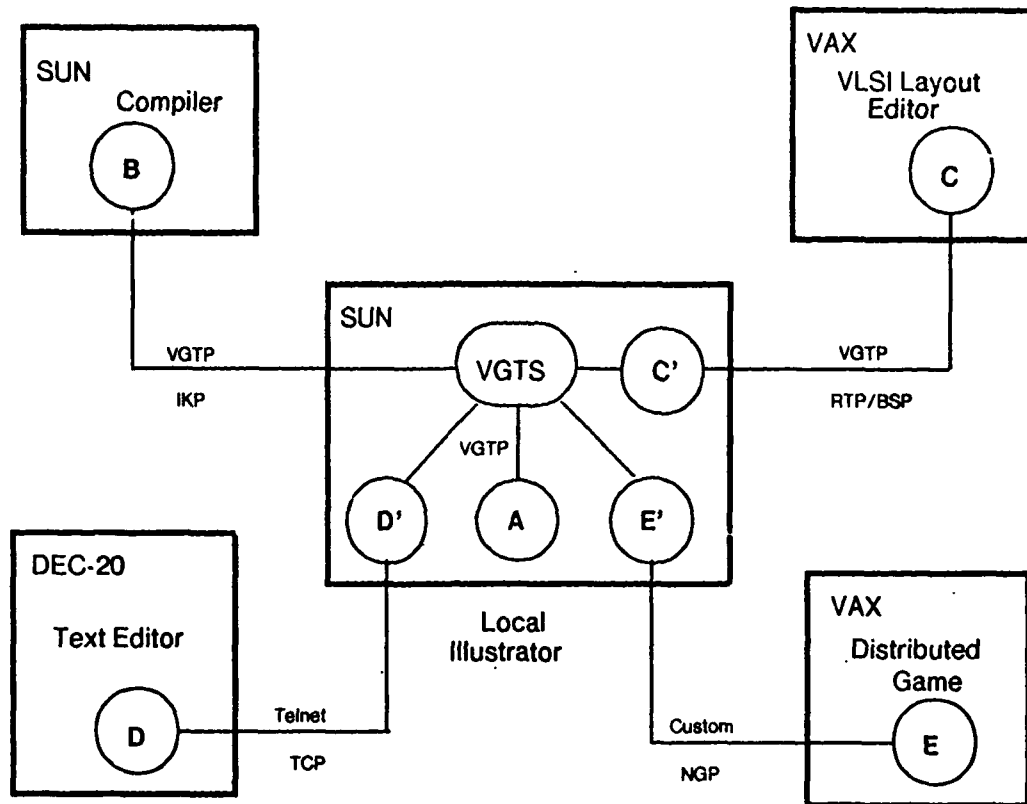 SUN
Compiler
B
VAX
VLSI Layout
Editor
C
VGTP
IKP
SUN
VGTS
C'
VGTP
D'
A
E'
VGTP
RTP/BSP
Local
Illustrator
DEC-20
Text Editor
D
Telnet
TCP
Custom
NGP
VAX
Distributed
Game
E